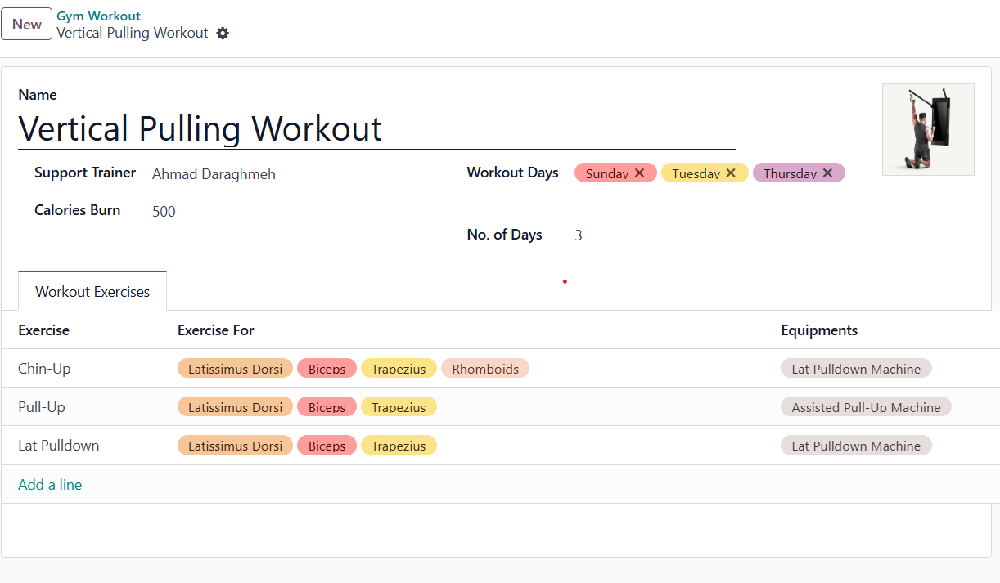 New
Gym Workout
Vertical Pulling Workout
Name
Vertical Pulling Workout
Support Trainer Ahmad Daraghmeh Workout Days Sunday Tuesday Thursday
Calories Burn 500
No. of Days 3
Workout Exercises
Exercise Exercise For Equipments
Chin-Up Latissimus Dorsi Biceps Trapezius Rhomboids Lat Pulldown Machine
Pull-Up Latissimus Dorsi Biceps Trapezius Assisted Pull-Up Machine
Lat Pulldown Latissimus Dorsi Biceps Trapezius Lat Pulldown Machine
Add a line